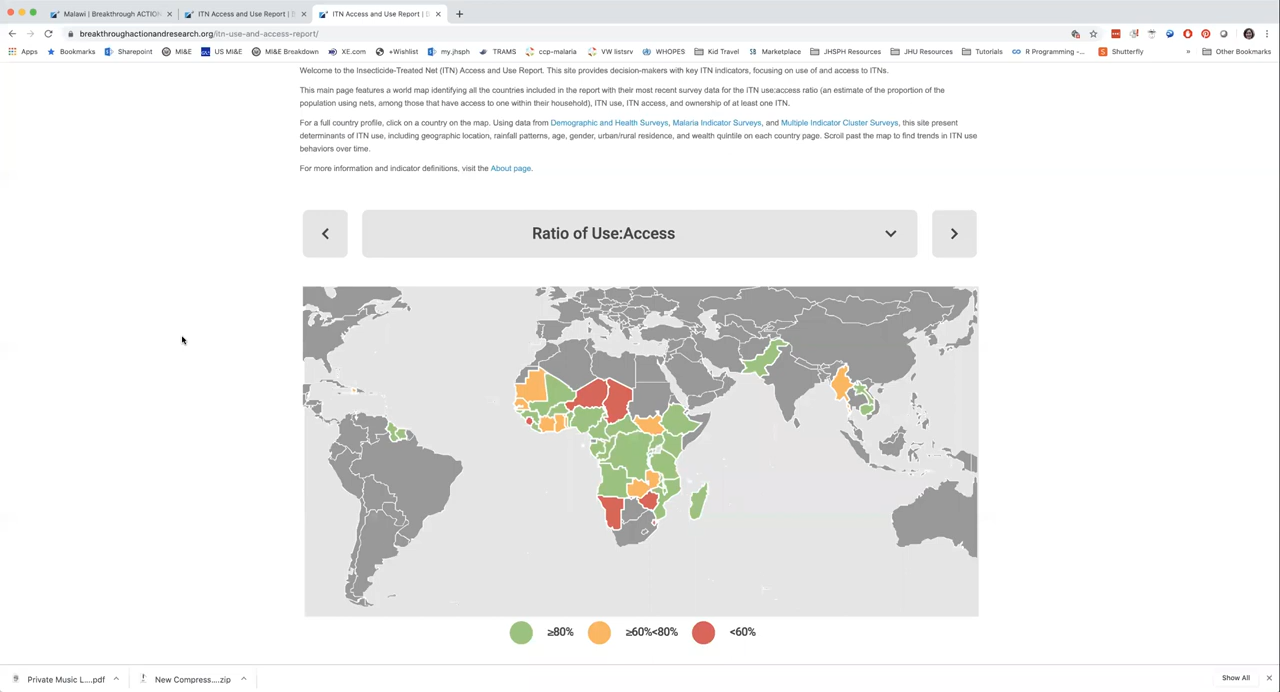 Malawi | Breakthrough ACTION
ITN Access and Use Report | D
ITN Access and Use Report | D
breakthroughactionandresearch.org/itn-use-and-access-report/
Apps
Bookmarks
Sharepoint
MI&E
US MI&E
MI&E Breakdown
XE.com
+Wishlist
my.jhsph
TRAMS
ccp-malaria
VW listsrv
WHOPES
Kid Travel
Marketplace
JHSPH Resources
JHU Resources
Tutorials
R Programming -...
Shutterfly
»
Other Bookmarks
Welcome to the Insecticide-Treated Net (ITN) Access and Use Report. This site provides decision-makers with key ITN indicators, focusing on use of and access to ITNs.
This main page features a world map identifying all the countries included in the report with their most recent survey data for the ITN use:access ratio (an estimate of the proportion of the
population using nets, among those that have access to one within their household), ITN use, ITN access, and ownership of at least one ITN.
For a full country profile, click on a country on the map. Using data from Demographic and Health Surveys, Malaria Indicator Surveys, and Multiple Indicator Cluster Surveys, this site present
determinants of ITN use, including geographic location, rainfall patterns, age, gender, urban/rural residence, and wealth quintile on each country page. Scroll past the map to find trends in ITN use
behaviors over time.
For more information and indicator definitions, visit the About page.
Ratio of Use:Access
≥80%
≥60%<80%
<60%
Private Music L....pdf
New Compress....zip
Show All